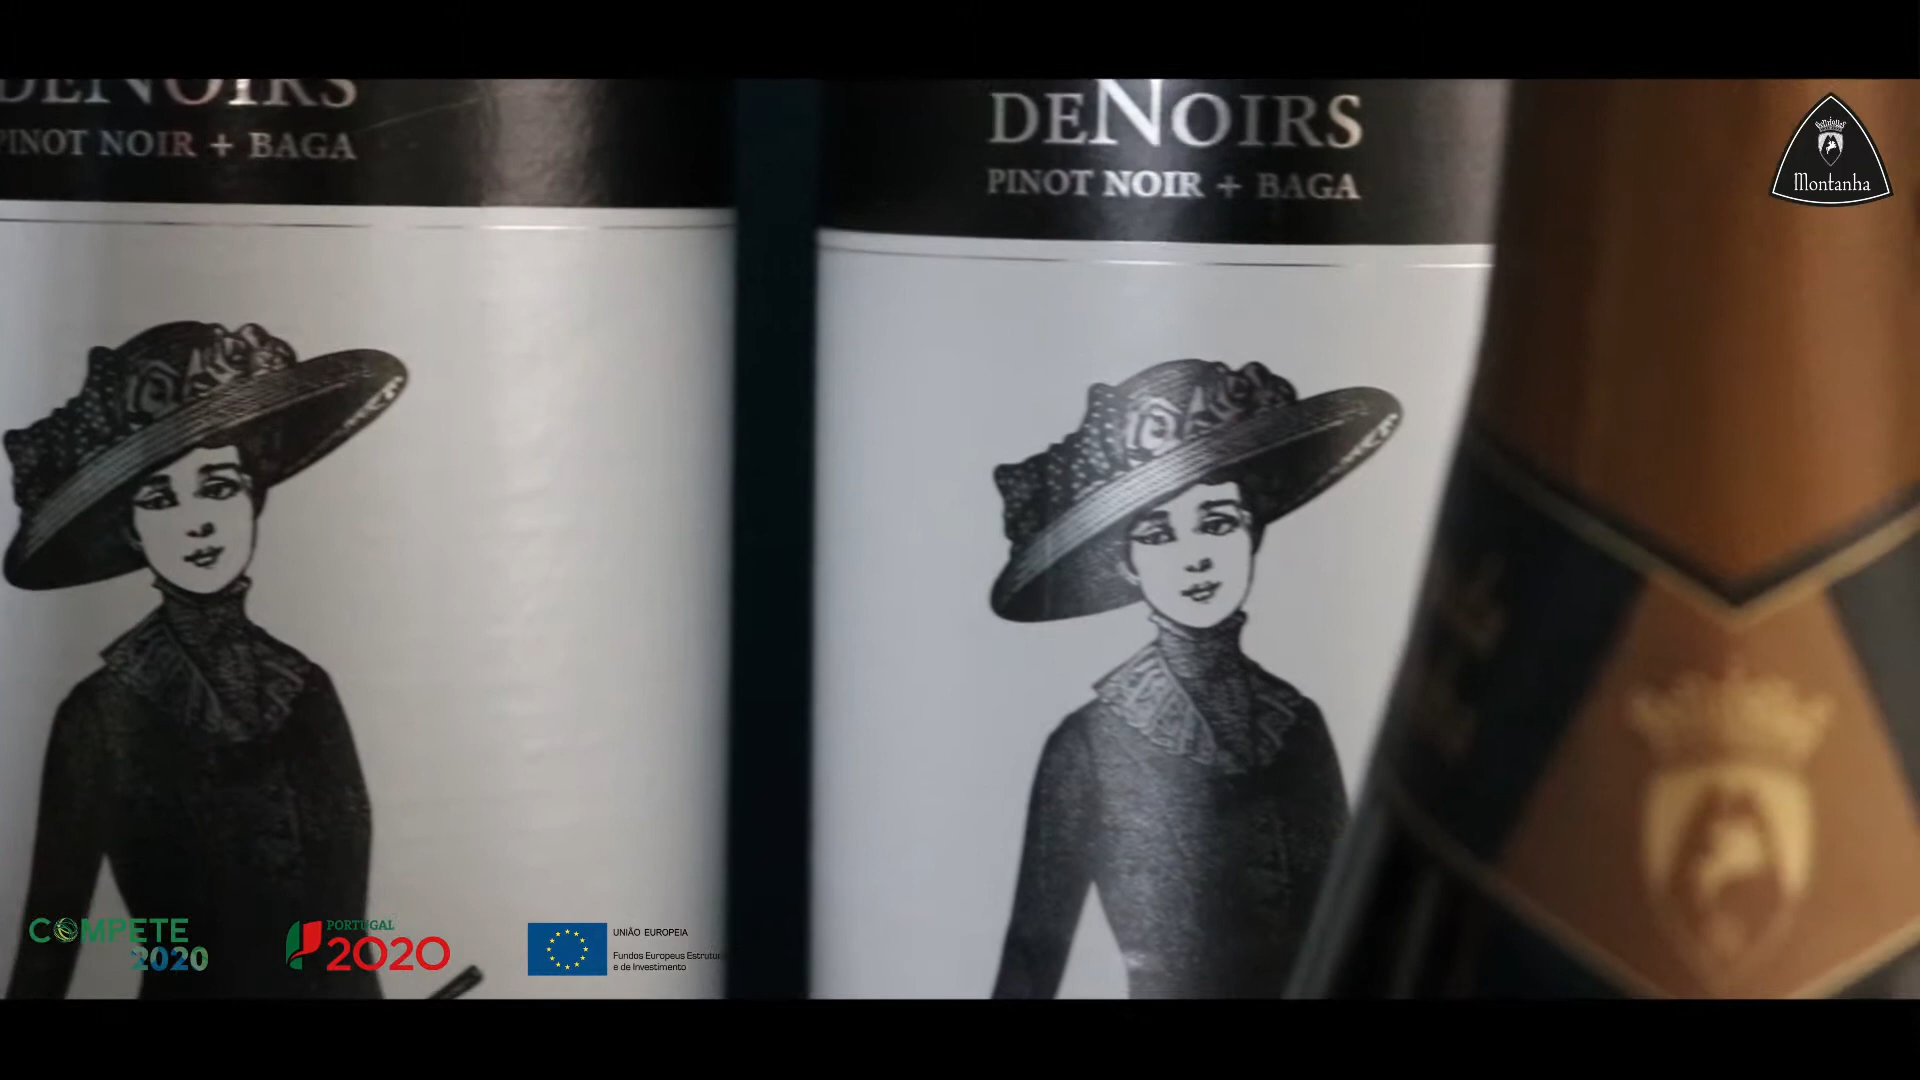 DENOIRS
PINOT NOIR + BAGA
DENOIRS
PINOT NOIR + BAGA
Montanha
COMPETE
2020
PORTUGAL
2020
UNIÃO EUROPEIA
Fundos Europeus
e de Investimento